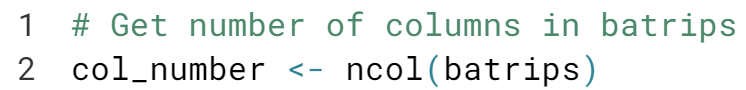 1 # Get number of columns in batrips
2 col_number <- ncol(batrips)